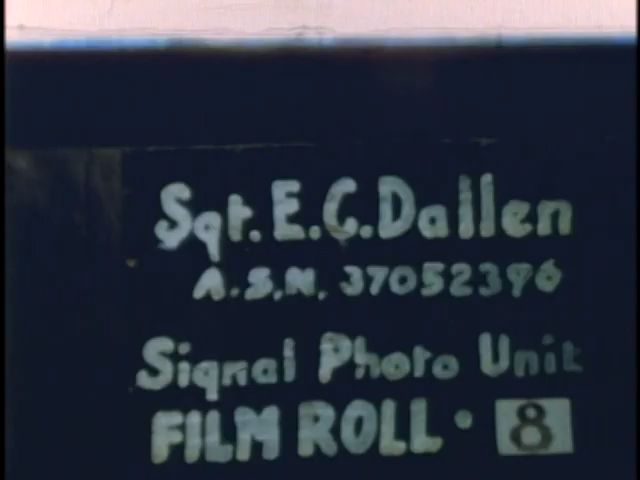 Sgt. E.C.Dallen
A.S.N. 37052396
Signal Photo Unit
FILM ROLL · 8